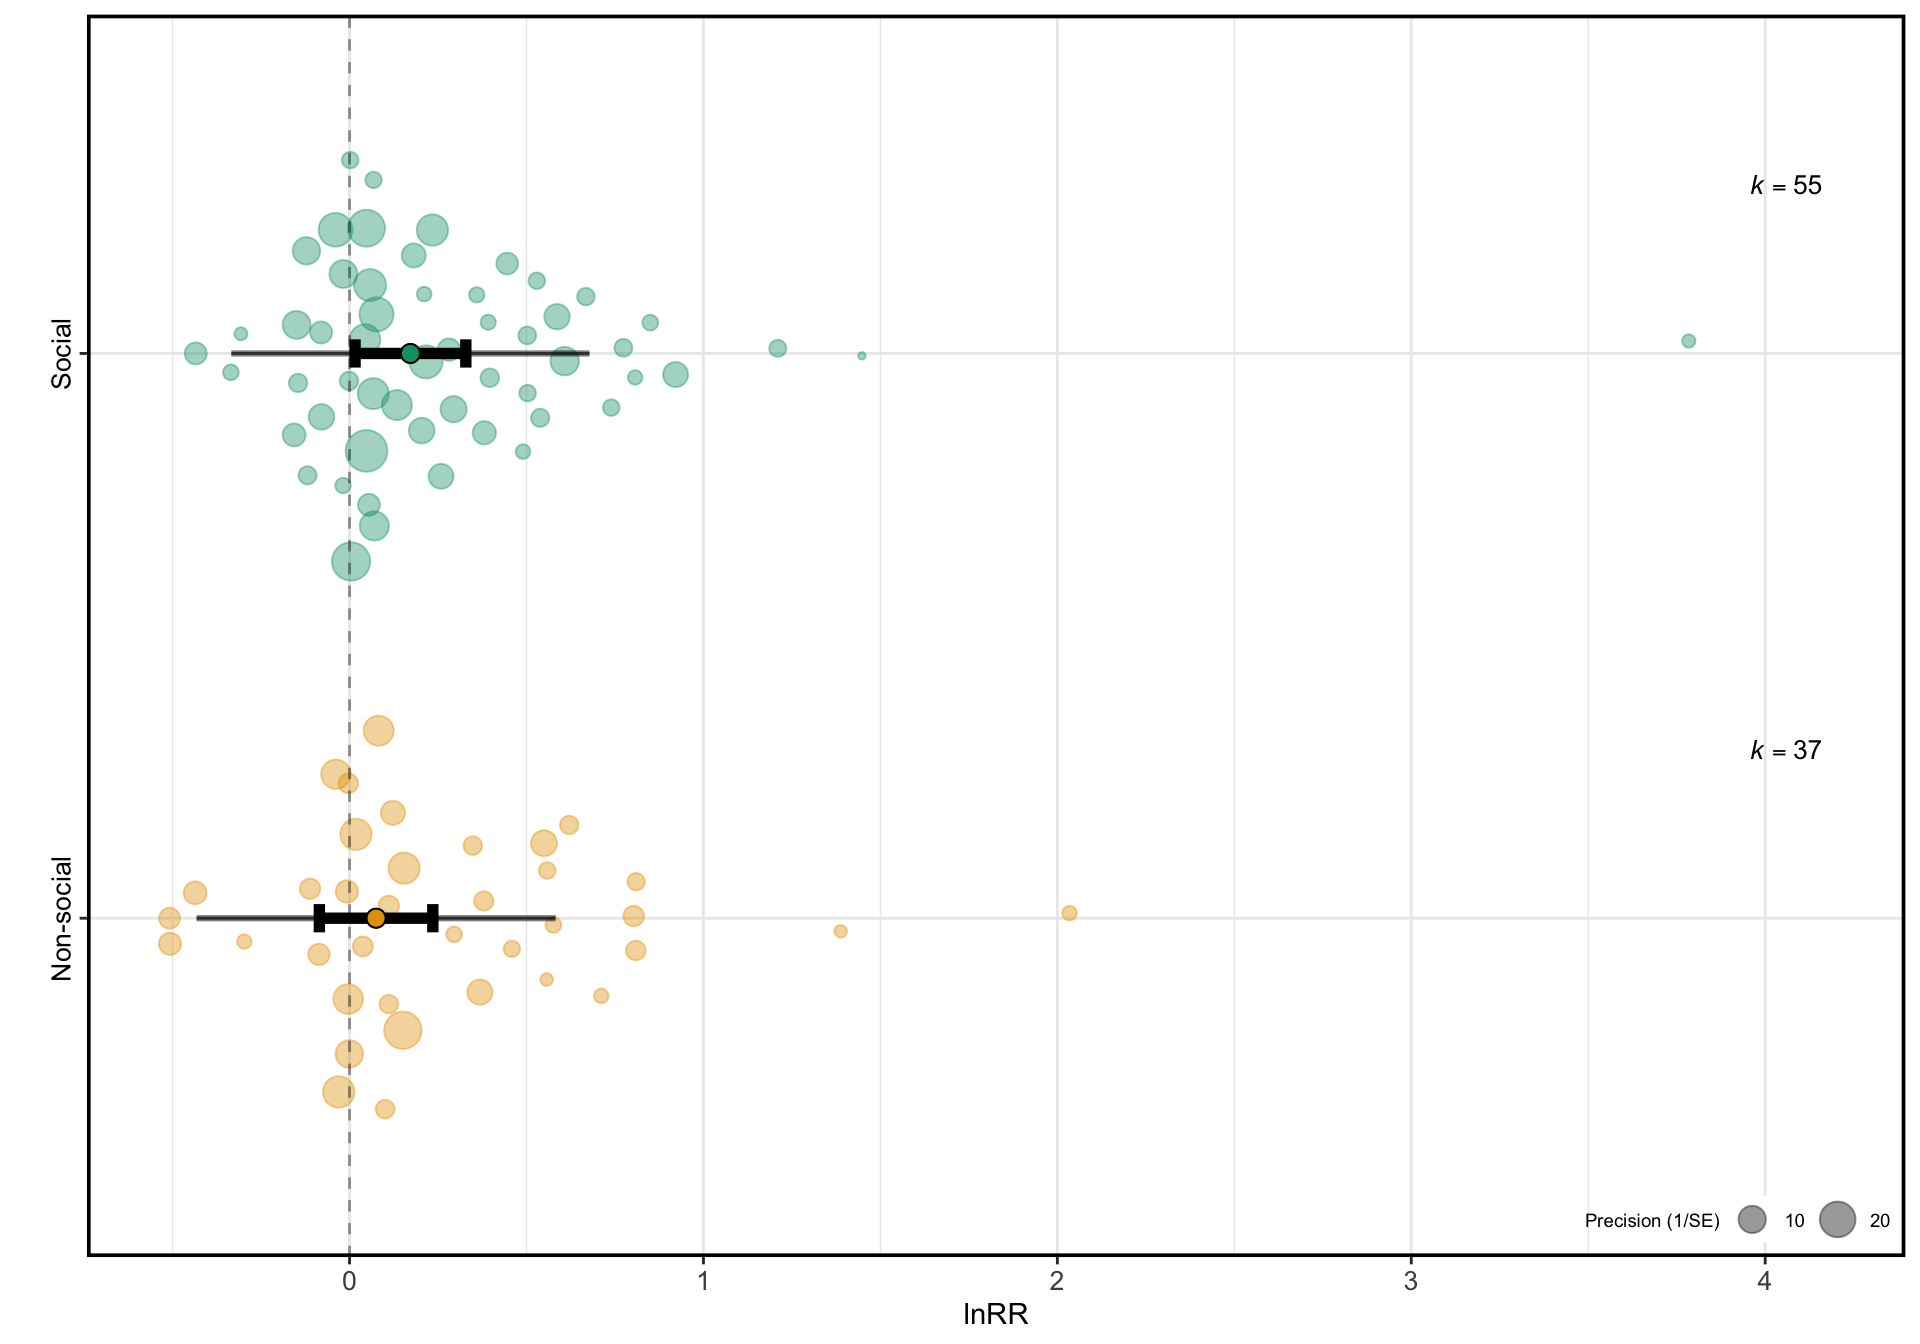 k = 55
Social
k = 37
Non-social
Precision (1/SE) 10 20
0 1 2 3 4
lnRR